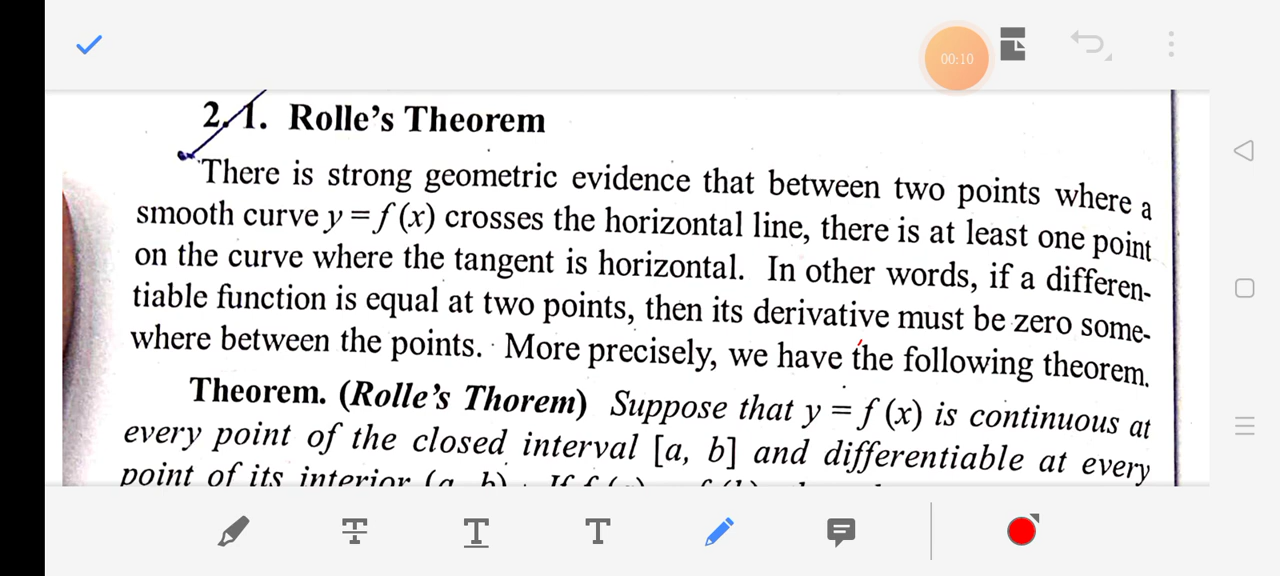 00:10
2.1. Rolle's Theorem
There is strong geometric evidence that between two points where a
smooth curve y = f (x) crosses the horizontal line, there is at least one point
on the curve where the tangent is horizontal. In other words, if a differen-
tiable function is equal at two points, then its derivative must be zero some-
where between the points. More precisely, we have the following theorem.
Theorem. (Rolle's Thorem) Suppose that y = f (x) is continuous at
every point of the closed interval [a, b] and differentiable at every
point of its interior (a, b). If f
T
T
T